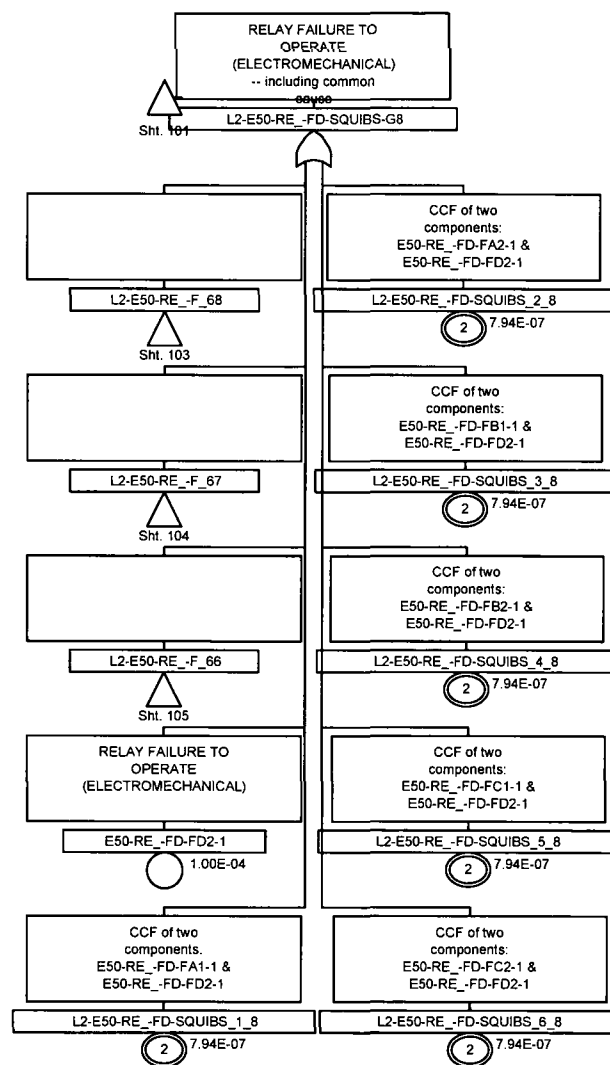 RELAY FAILURE TO
OPERATE
(ELECTROMECHANICAL)
-- including common
cause
L2-E50-RE_-FD-SQUIBS-G8
Sht. 101
L2-E50-RE_-F_68
Sht. 103
CCF of two
components:
E50-RE_-FD-FA2-1 &
E50-RE_-FD-FD2-1
L2-E50-RE_-FD-SQUIBS_2_8
2
7.94E-07
L2-E50-RE_-F_67
Sht. 104
CCF of two
components:
E50-RE_-FD-FB1-1 &
E50-RE_-FD-FD2-1
L2-E50-RE_-FD-SQUIBS_3_8
2
7.94E-07
L2-E50-RE_-F_66
Sht. 105
CCF of two
components:
E50-RE_-FD-FB2-1 &
E50-RE_-FD-FD2-1
L2-E50-RE_-FD-SQUIBS_4_8
2
7.94E-07
RELAY FAILURE TO
OPERATE
(ELECTROMECHANICAL)
E50-RE_-FD-FD2-1
1.00E-04
CCF of two
components:
E50-RE_-FD-FC1-1 &
E50-RE_-FD-FD2-1
L2-E50-RE_-FD-SQUIBS_5_8
2
7.94E-07
CCF of two
components.
E50-RE_-FD-FA1-1 &
E50-RE_-FD-FD2-1
L2-E50-RE_-FD-SQUIBS_1_8
2
7.94E-07
CCF of two
components:
E50-RE_-FD-FC2-1 &
E50-RE_-FD-FD2-1
L2-E50-RE_-FD-SQUIBS_6_8
2
7.94E-07